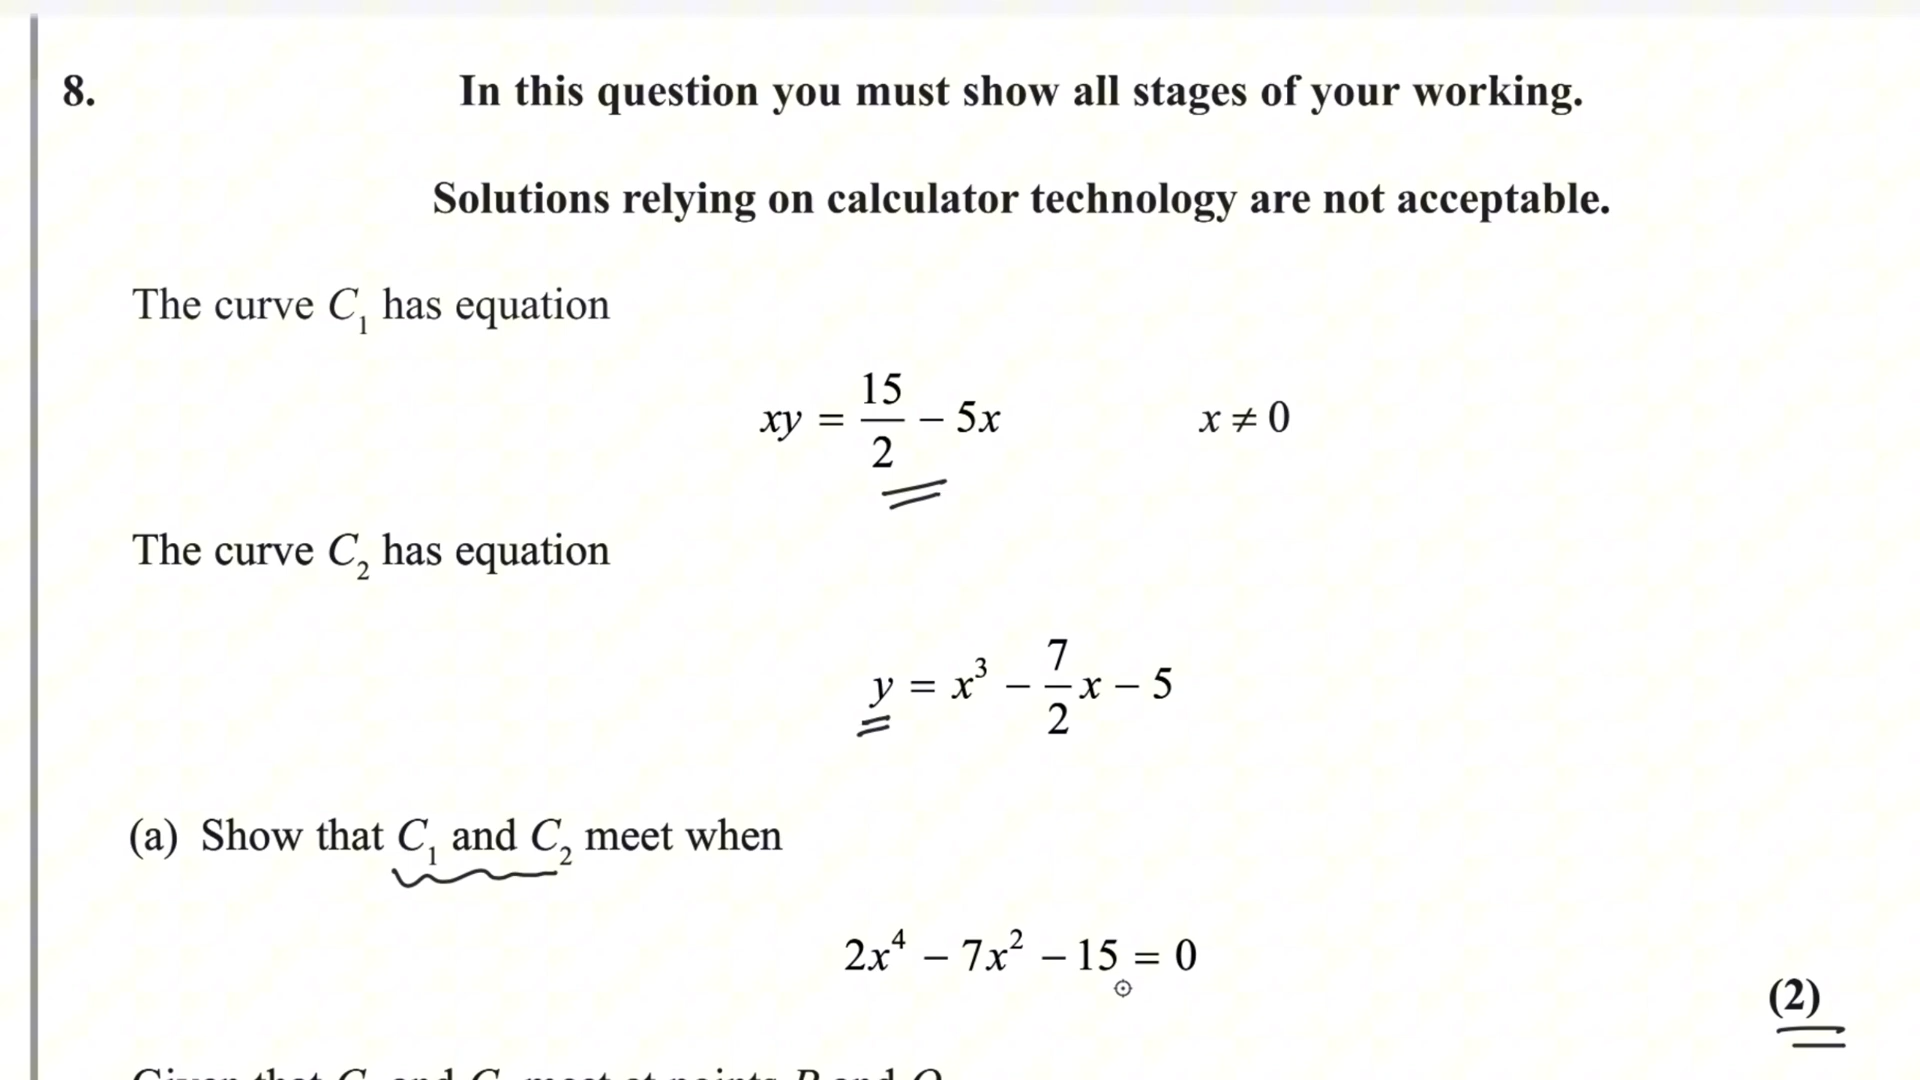 8. In this question you must show all stages of your working.
Solutions relying on calculator technology are not acceptable.
The curve C₁ has equation
xy = 15/2 − 5x x ≠ 0
The curve C₂ has equation
y = x³ − 7/2 x − 5
(a) Show that C₁ and C₂ meet when
2x⁴ − 7x² − 15 = 0
(2)